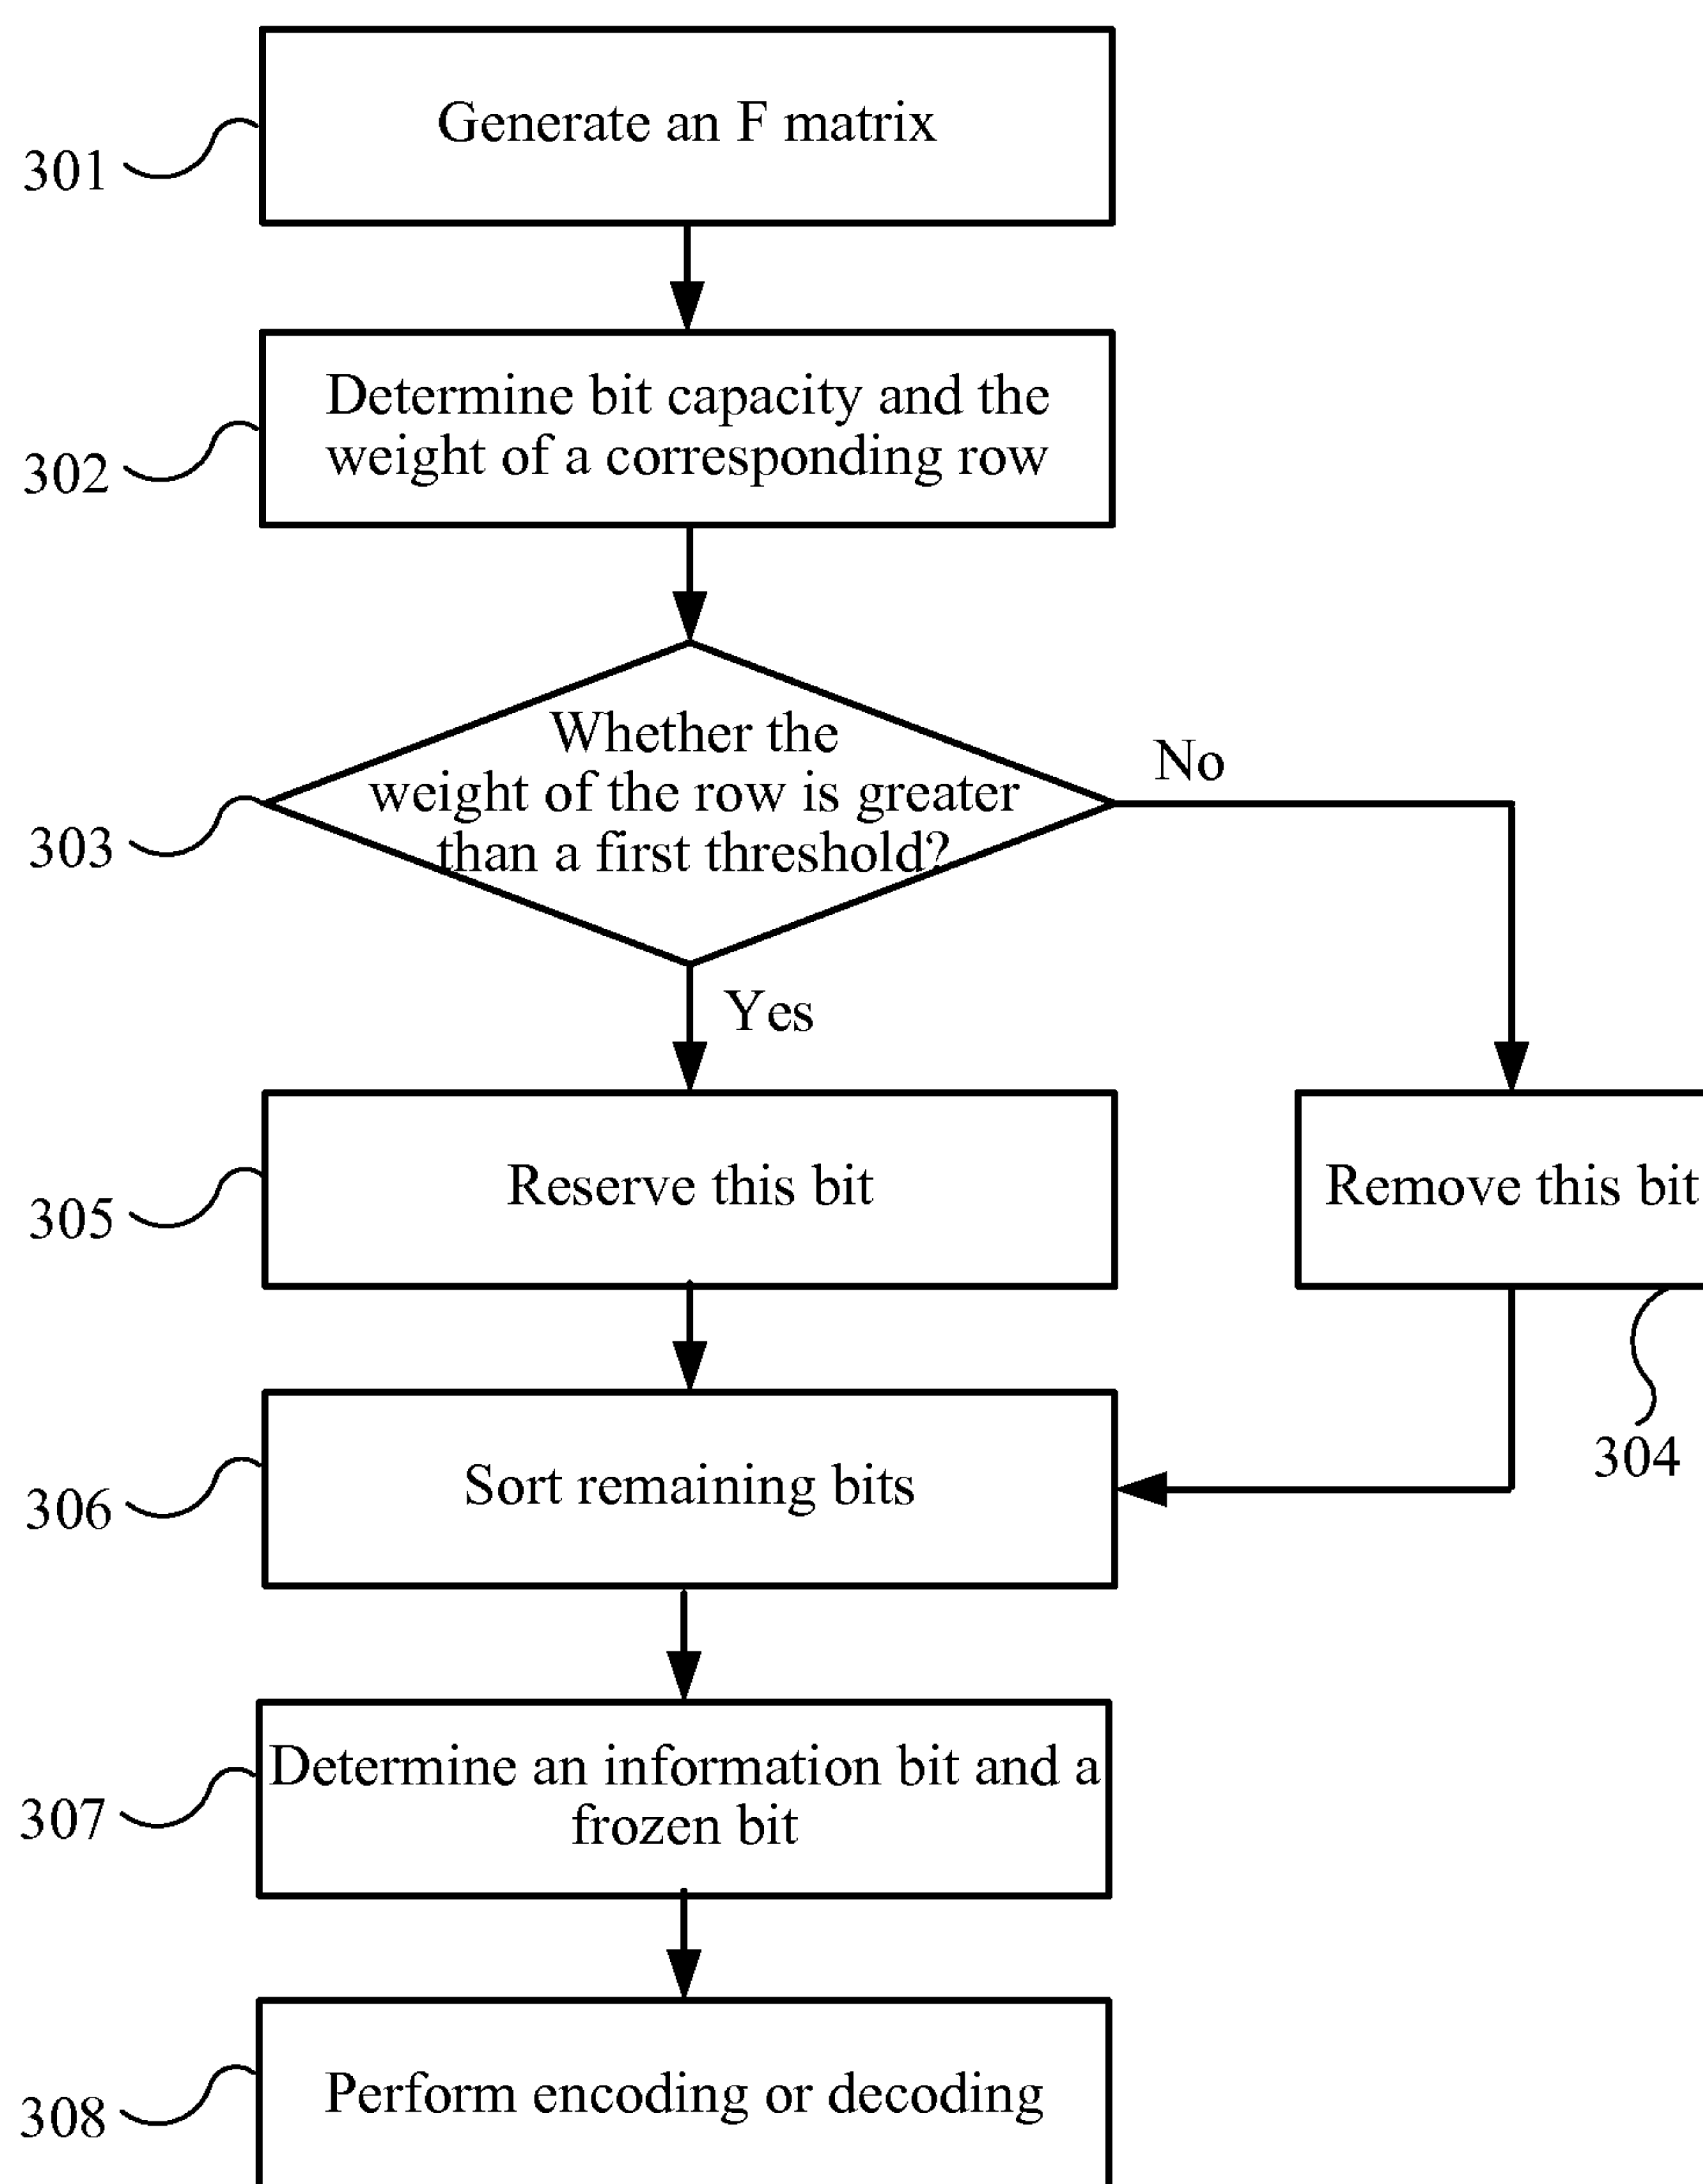 Generate an F matrix
301
Determine bit capacity and the
weight of a corresponding row
302
Whether the
weight of the row is greater
than a first threshold?
303
No
Yes
Reserve this bit
305
Remove this bit
304
Sort remaining bits
306
Determine an information bit and a
frozen bit
307
Perform encoding or decoding
308